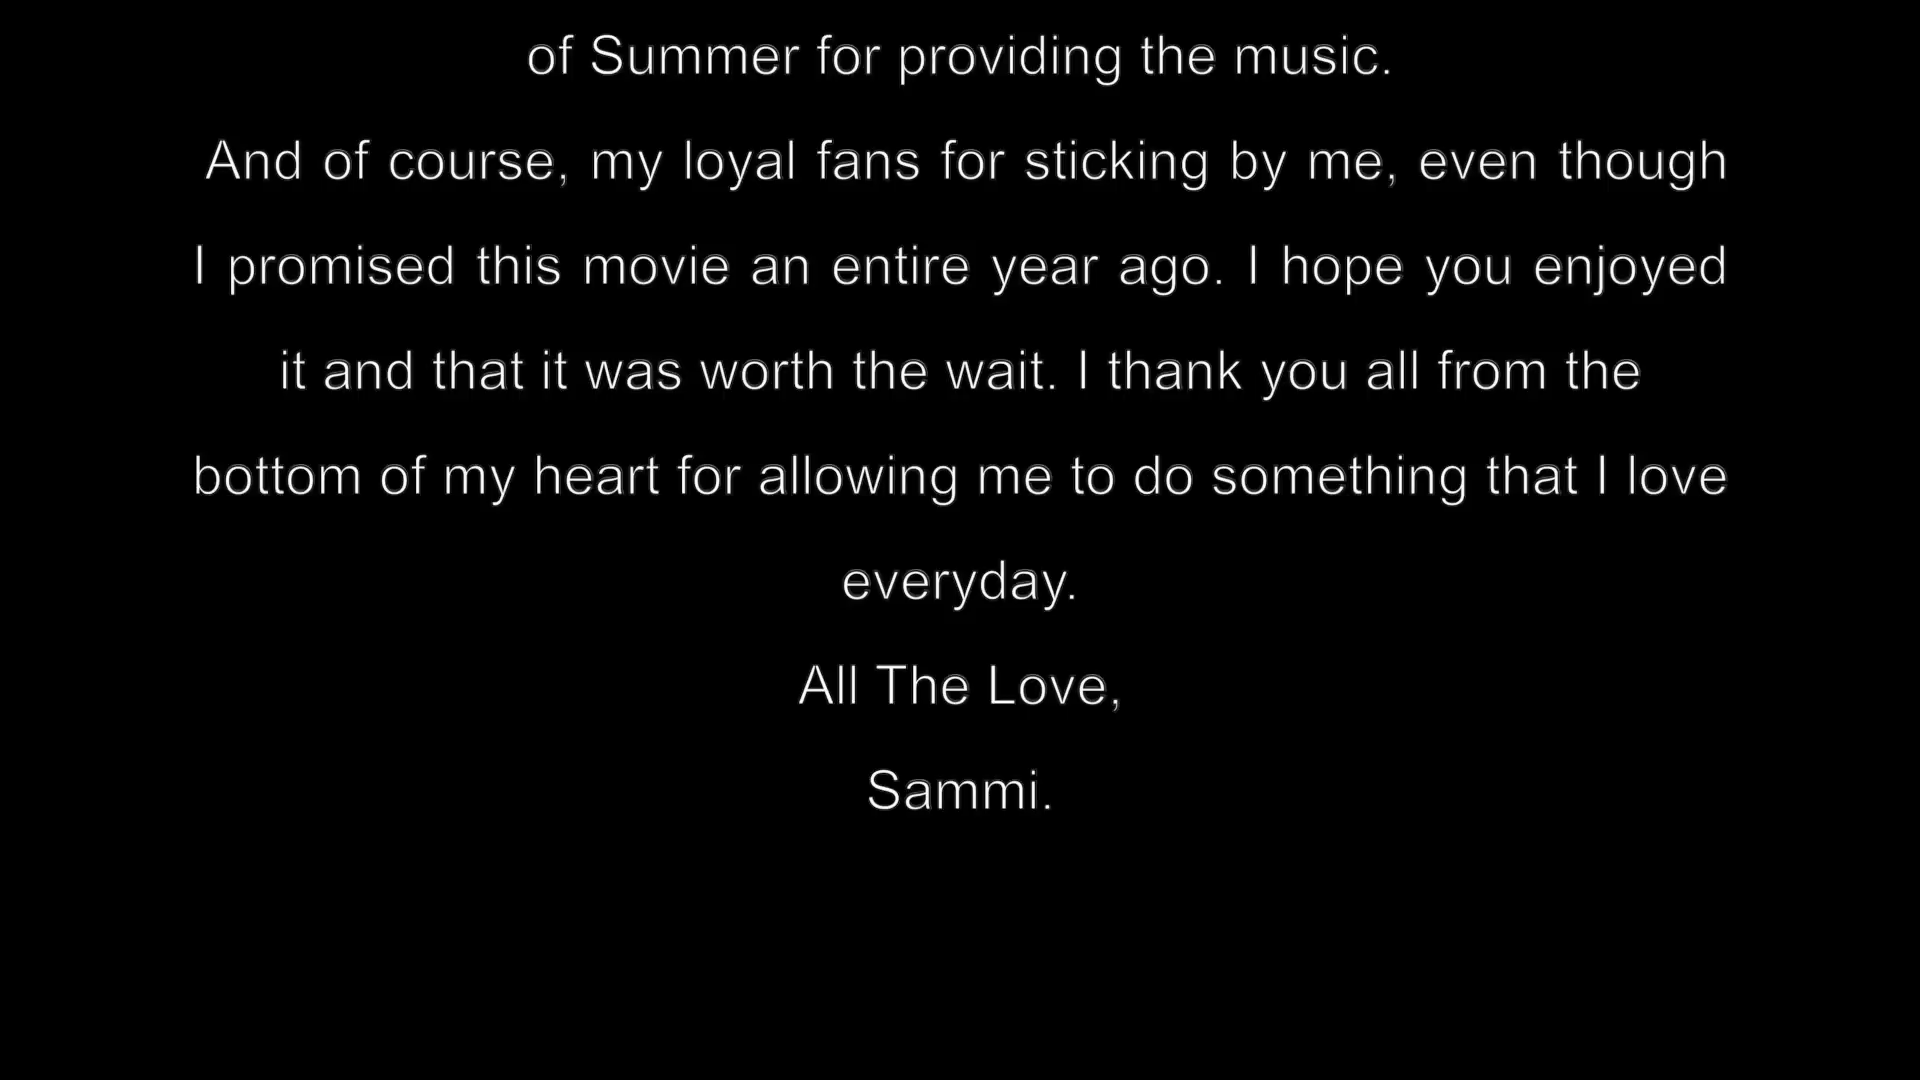 of Summer for providing the music.
And of course, my loyal fans for sticking by me, even though
I promised this movie an entire year ago. I hope you enjoyed
it and that it was worth the wait. I thank you all from the
bottom of my heart for allowing me to do something that I love
everyday.
All The Love,
Sammi.